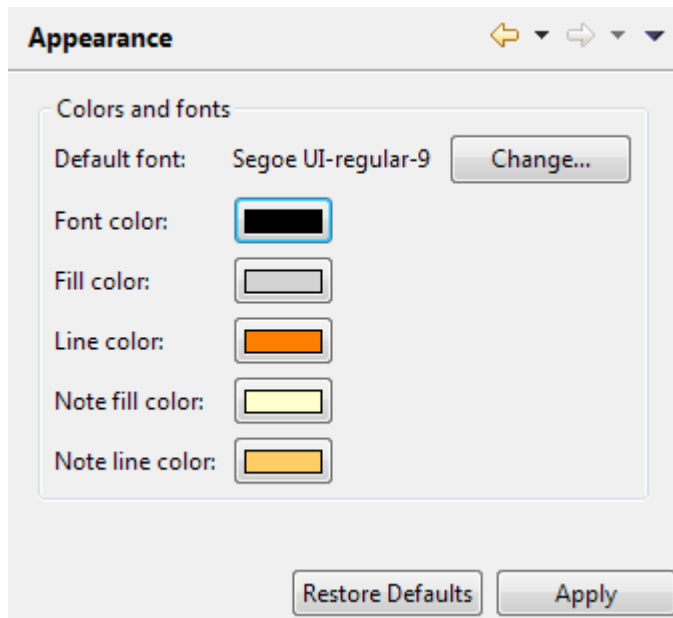 Appearance
Colors and fonts
Default font: Segoe UI-regular-9 Change...
Font color:
Fill color:
Line color:
Note fill color:
Note line color:
Restore Defaults Apply